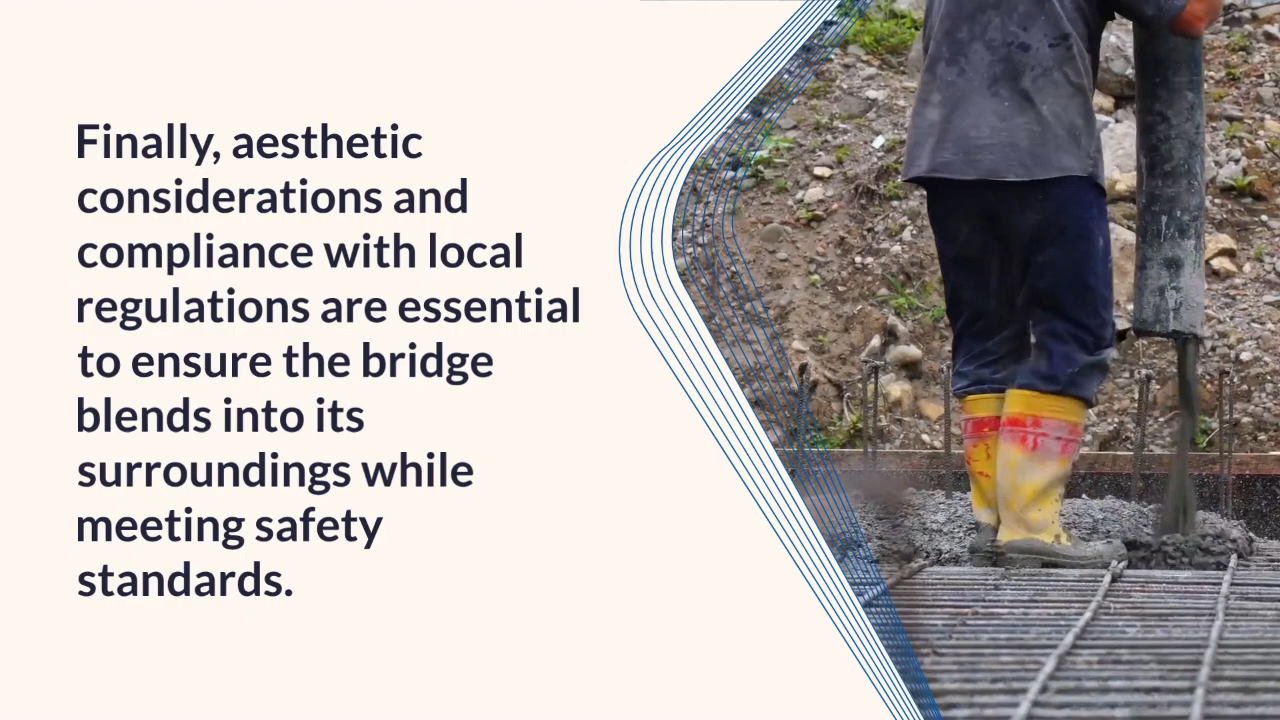 Finally, aesthetic
considerations and
compliance with local
regulations are essential
to ensure the bridge
blends into its
surroundings while
meeting safety
standards.